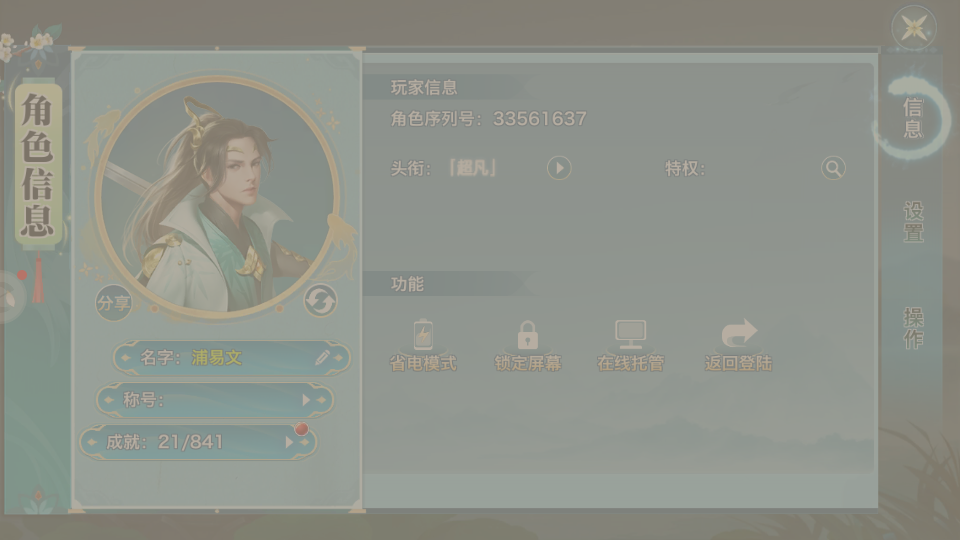 角色信息
玩家信息
角色序列号：33561637
头衔：「超凡」
特权：
功能
省电模式
锁定屏幕
在线托管
返回登陆
分享
名字：浦易文
称号：
成就：21/841
信息
设置
操作